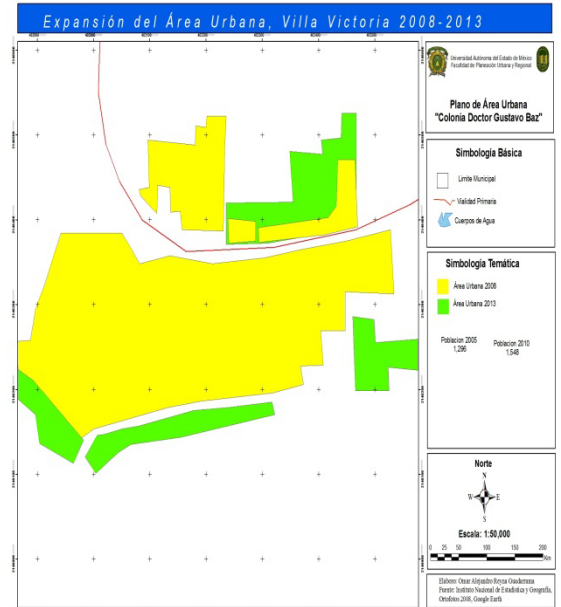 Expansión del Área Urbana, Villa Victoria 2008-2013
Universidad Autónoma del Estado de México
Facultad de Planeación Urbana y Regional
Plano de Área Urbana
"Colonia Doctor Gustavo Baz"
Simbología Básica
Limite Municipal
Vialidad Primaria
Cuerpos de Agua
Simbología Temática
Área Urbana 2008
Área Urbana 2013
Poblacion 2005
1,296
Poblacion 2010
1,548
Norte
N
W
E
S
Escala: 1:50,000
0 25 50 100 150 200
Km
Elaboro: Omar Alejandro Reyna Guadarrama
Fuente: Instituto Nacional de Estadística y Geografía,
Ortofotos 2008, Google Earth